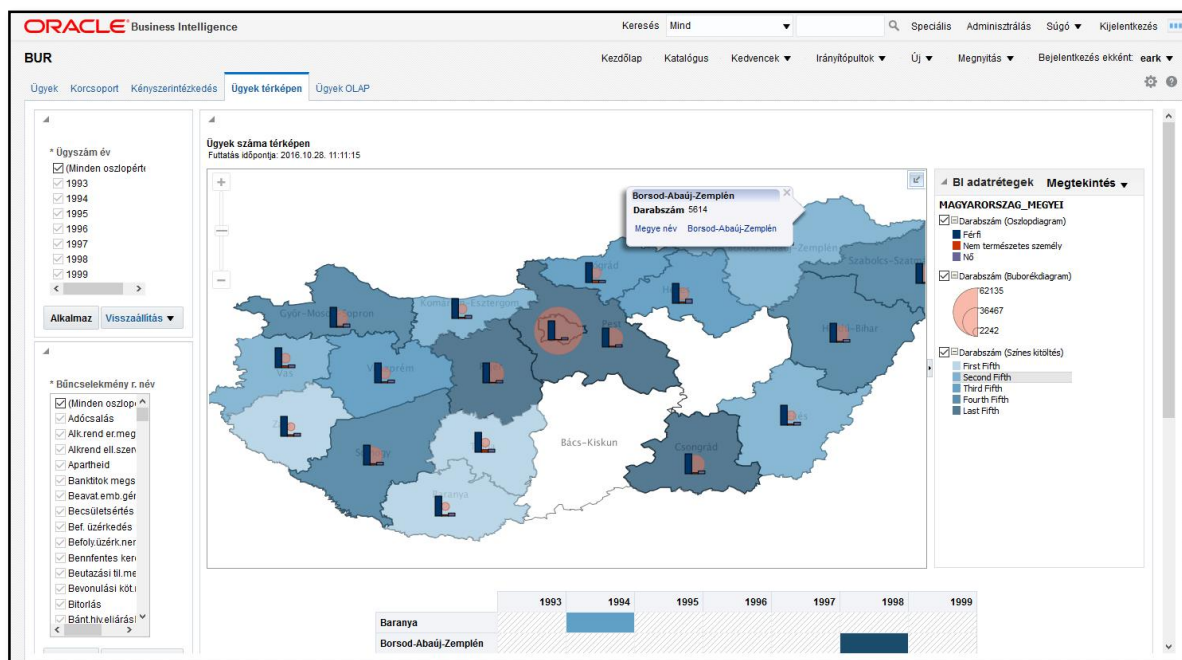 ORACLE Business Intelligence
Keresés Mind Speciális Adminisztrálás Súgó Kijelentkezés
BUR
Kezdőlap Katalógus Kedvencek Irányítópultok Új Megnyitás Bejelentkezés ekként eark
Ügyek Korcsoport Kényszerintézkedés Ügyek térképen Ügyek OLAP
* Ügyszám év
(Minden oszlopérte
1993
1994
1995
1996
1997
1998
1999
Alkalmaz Visszaállítás
* Bűncselekmény r. név
(Minden oszlop
Adócsalás
Alk.rend er.meg
Alkrend ell.szerv
Apartheid
Banktitok megs
Beavat.emb.gér
Becsületsértés
Bef. üzérkedés
Befoly.üzérk.ner
Bennfentes ker
Beutazási til.me
Bevonulási köt.
Bitorlás
Bánt.hiv.eljárás
Ügyek száma térképen
Futtatás időpontja: 2016.10.28. 11:11:15
Borsod-Abaúj-Zemplén
Darabszám 5614
Megye név Borsod-Abaúj-Zemplén
Szabolcs-Szatm
Komárom-Esztergom
Győr-Moson-Sopron
Pest
Vas
Bács-Kiskun
Csongrád
Baranya
BI adatrétegek Megtekintés
MAGYARORSZAG_MEGYEI
Darabszám (Oszlopdiagram)
Férfi
Nem természetes személy
Nő
Darabszám (Buborékdiagram)
62135
36467
2242
Darabszám (Színes kitöltés)
First Fifth
Second Fifth
Third Fifth
Fourth Fifth
Last Fifth
1993 1994 1995 1996 1997 1998 1999
Baranya
Borsod-Abaúj-Zemplén